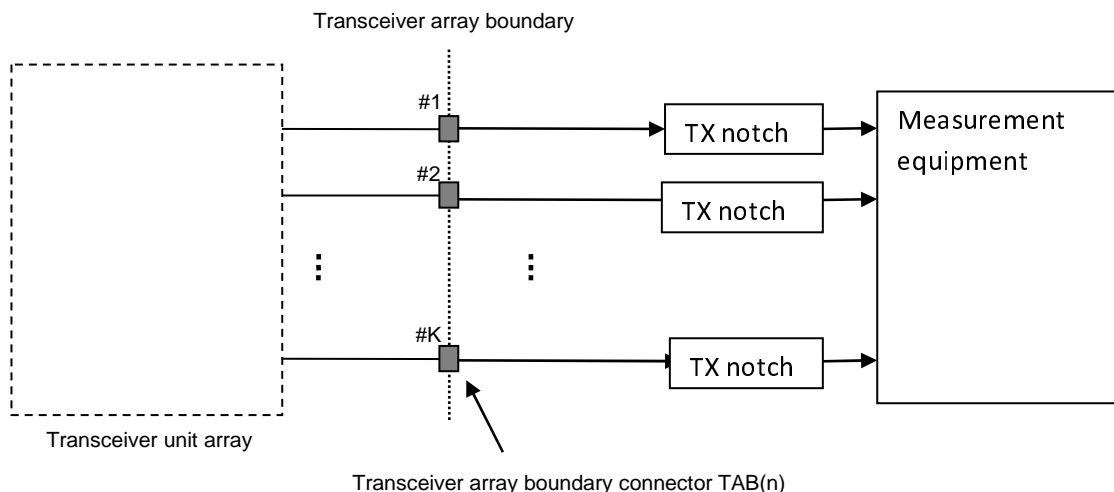 Transceiver array boundary
#1
TX notch
Measurement
equipment
#2
TX notch
#K
TX notch
Transceiver unit array
Transceiver array boundary connector TAB(n)